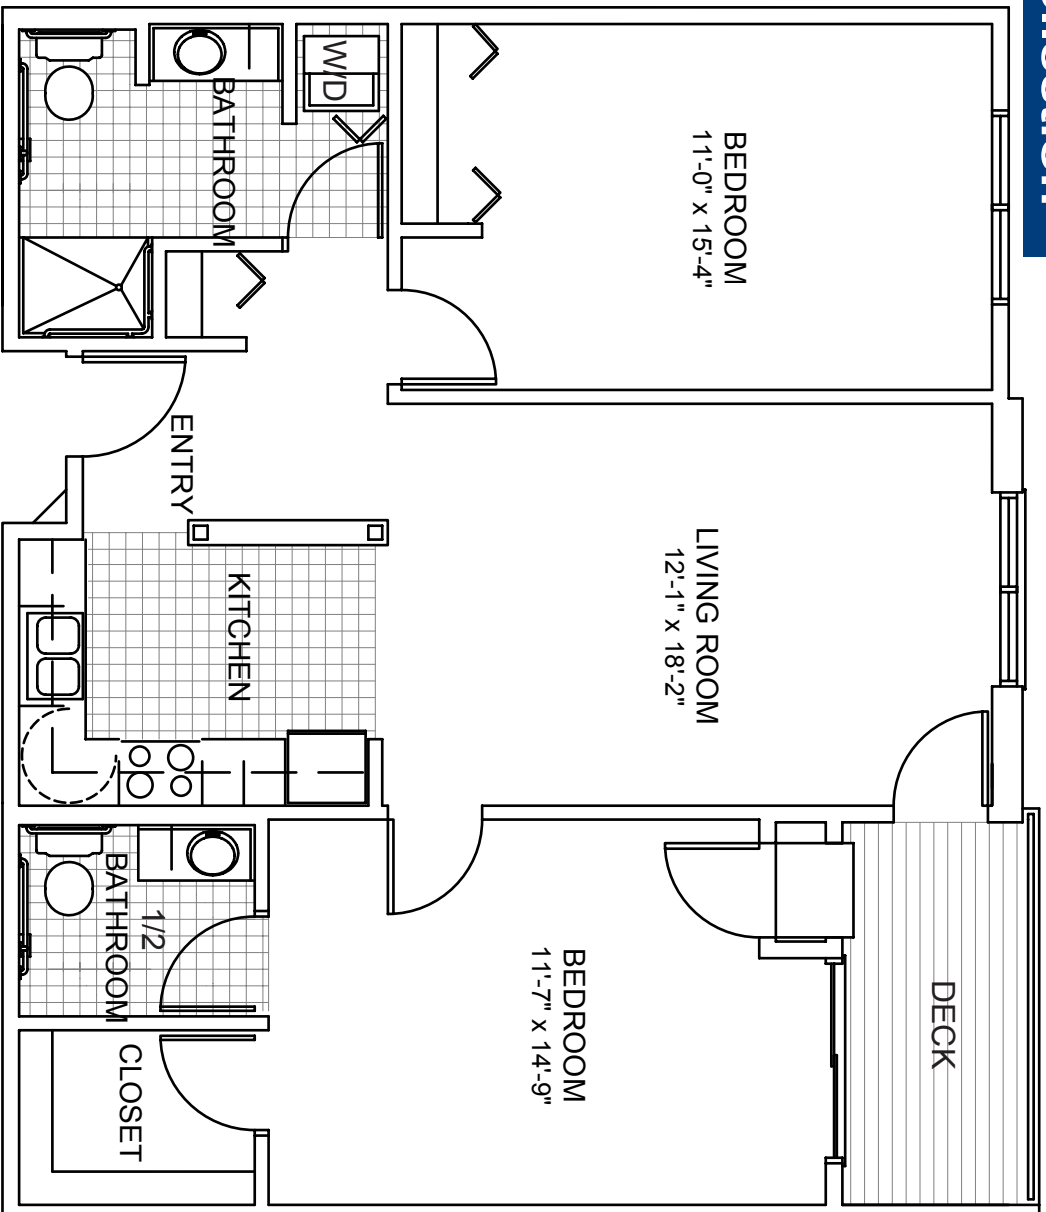 BEDROOM
11'-0" x 15'-4"
W/D
BATHROOM
ENTRY
LIVING ROOM
12'-1" x 18'-2"
KITCHEN
DECK
BEDROOM
11'-7" x 14'-9"
1/2
BATHROOM
CLOSET